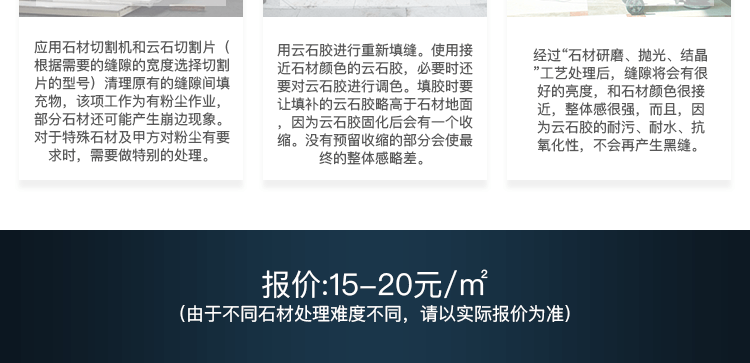 应用石材切割机和云石切割片（
根据需要的缝隙的宽度选择切割
片的型号）清理原有的缝隙间填
充物，该项工作为有粉尘作业，
部分石材还可能产生崩边现象。
对于特殊石材及甲方对粉尘有要
求时，需要做特别的处理。
用云石胶进行重新填缝。使用接
近石材颜色的云石胶，必要时还
要对云石胶进行调色。填胶时要
让填补的云石胶略高于石材地面
，因为云石胶固化后会有一个收
缩。没有预留收缩的部分会使最
终的整体感略差。
经过“石材研磨、抛光、结晶
”工艺处理后，缝隙将会有很
好的亮度，和石材颜色很接
近，整体感很强，而且，因
为云石胶的耐污、耐水、抗
氧化性，不会再产生黑缝。
报价:15-20元/㎡
（由于不同石材处理难度不同，请以实际报价为准）